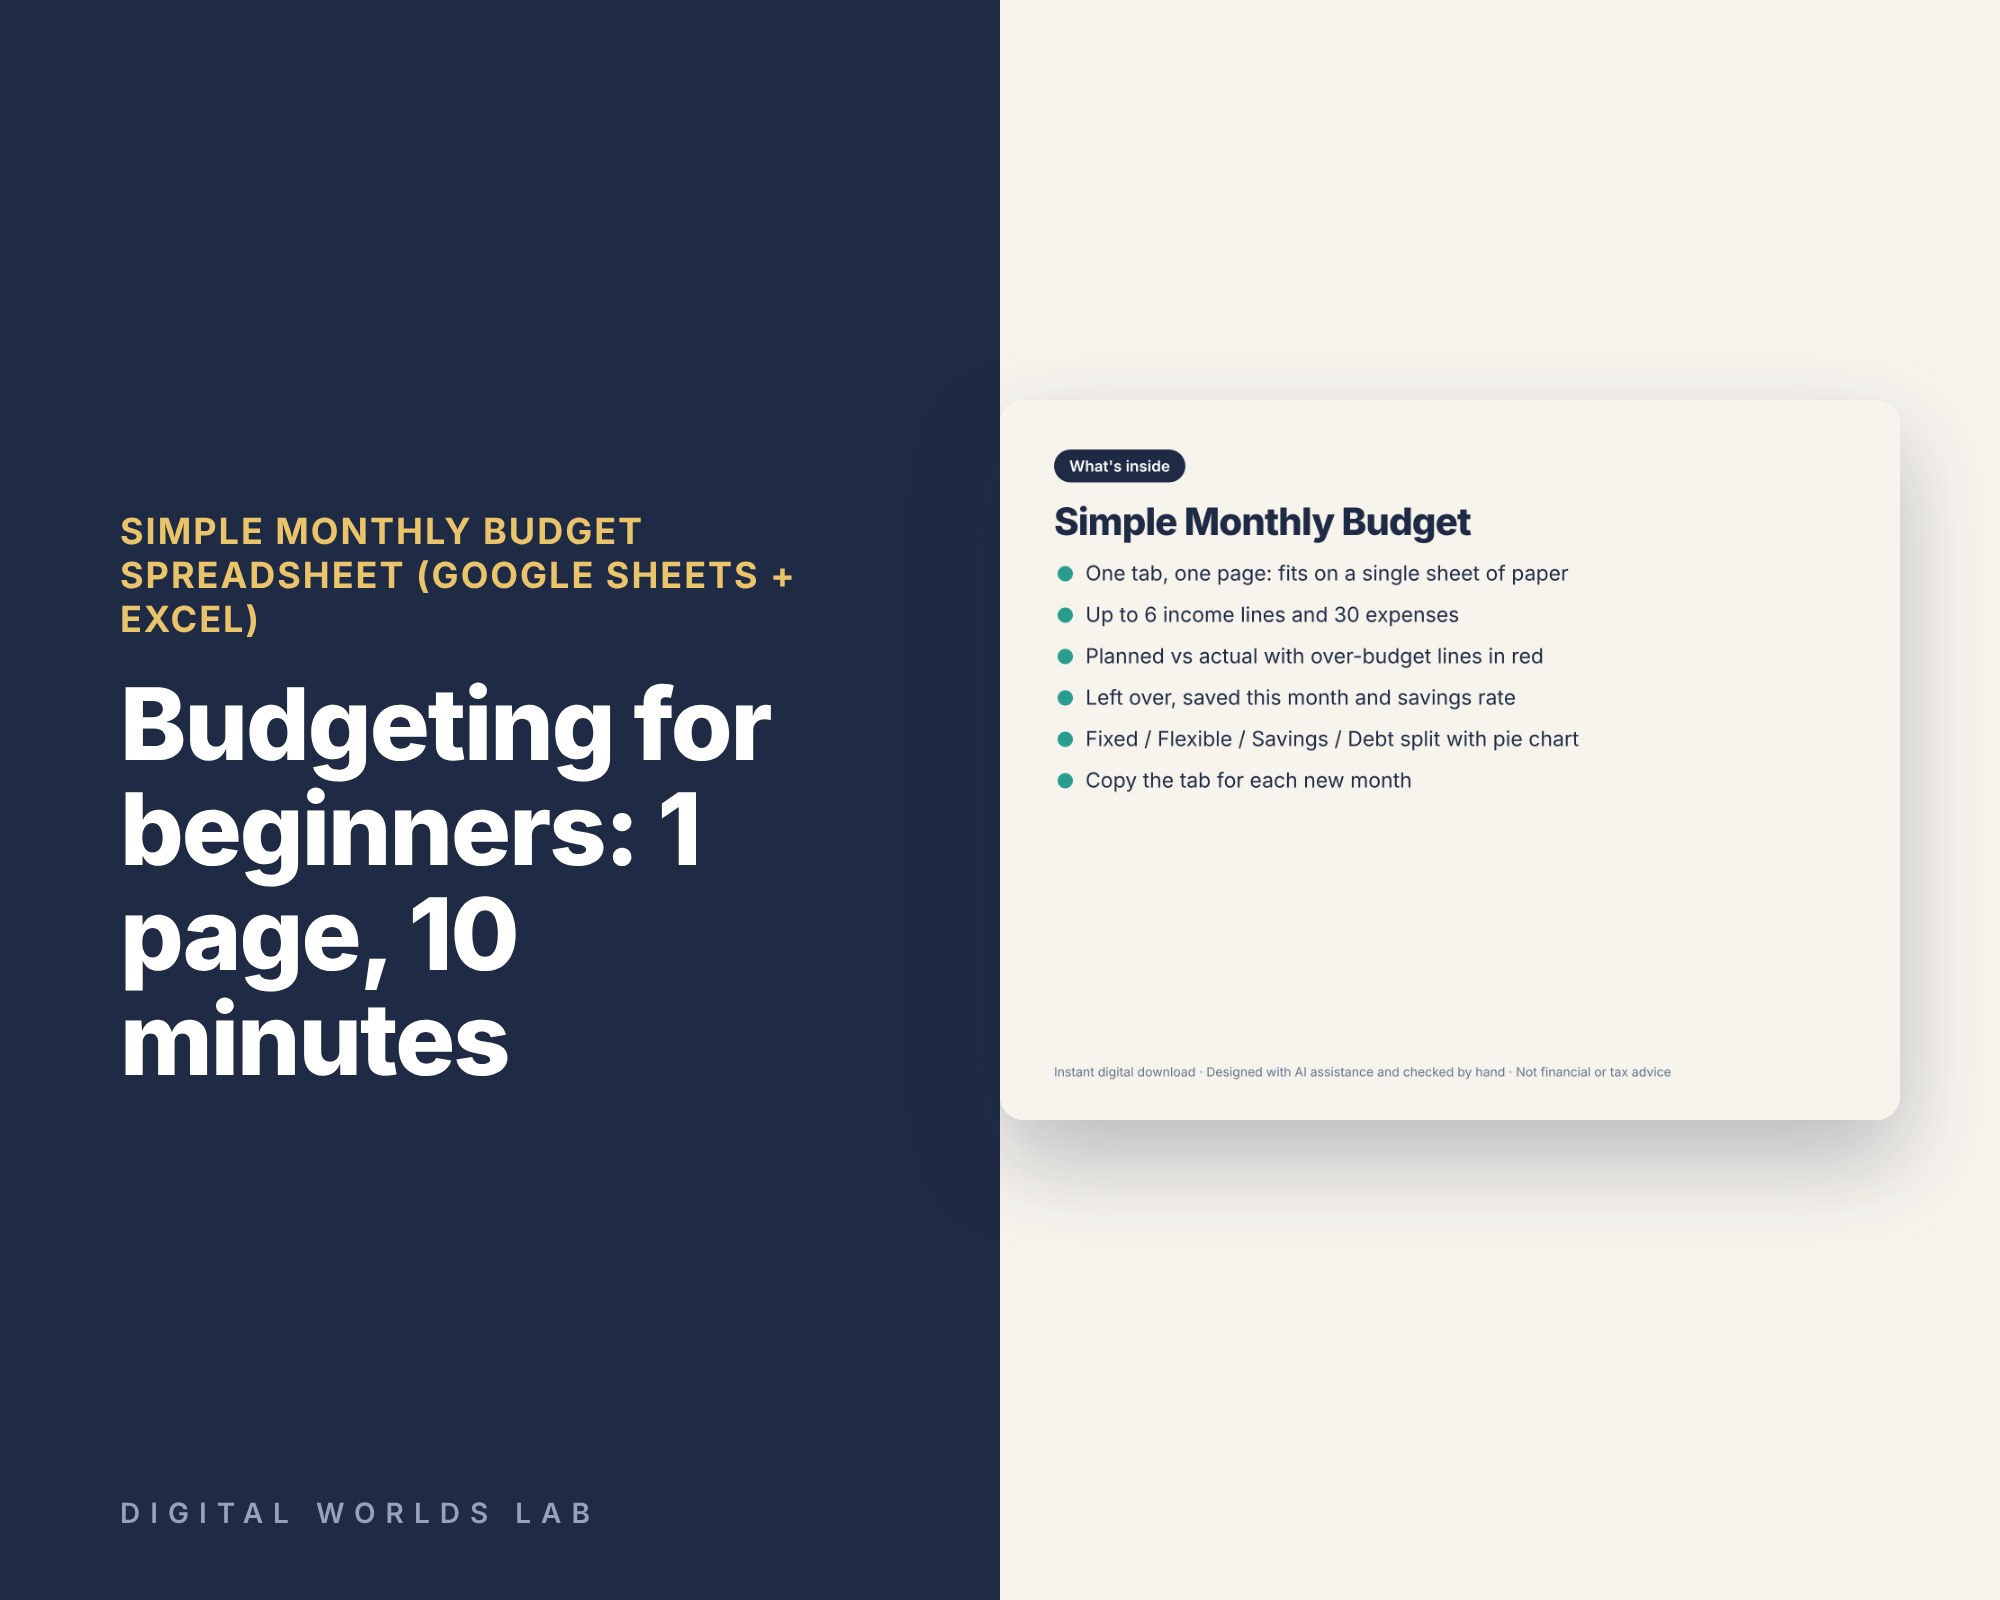 SIMPLE MONTHLY BUDGET
SPREADSHEET (GOOGLE SHEETS +
EXCEL)
Budgeting for
beginners: 1
page, 10
minutes
DIGITAL WORLDS LAB
What's inside
Simple Monthly Budget
One tab, one page: fits on a single sheet of paper
Up to 6 income lines and 30 expenses
Planned vs actual with over-budget lines in red
Left over, saved this month and savings rate
Fixed / Flexible / Savings / Debt split with pie chart
Copy the tab for each new month
Instant digital download · Designed with AI assistance and checked by hand · Not financial or tax advice